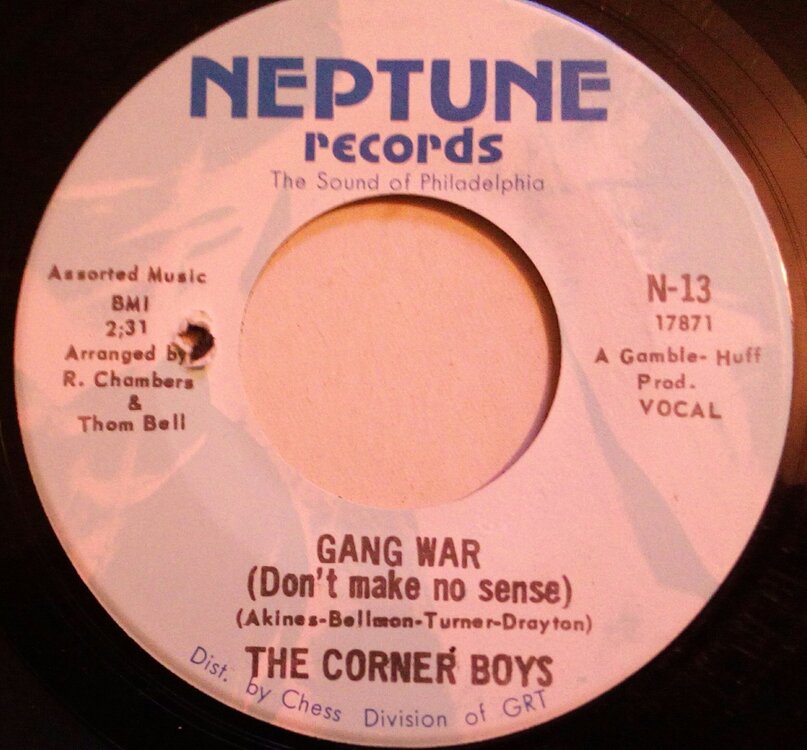 NEPTUNE
records
The Sound of Philadelphia
Assorted Music
BMI
2;31
Arranged by
R. Chambers
&
Thom Bell
N-13
17871
A Gamble- Huff
Prod.
VOCAL
GANG WAR
(Don't make no sense)
(Akines-Bellmon-Turner-Drayton)
THE CORNER BOYS
Dist. by Chess Division of GRT